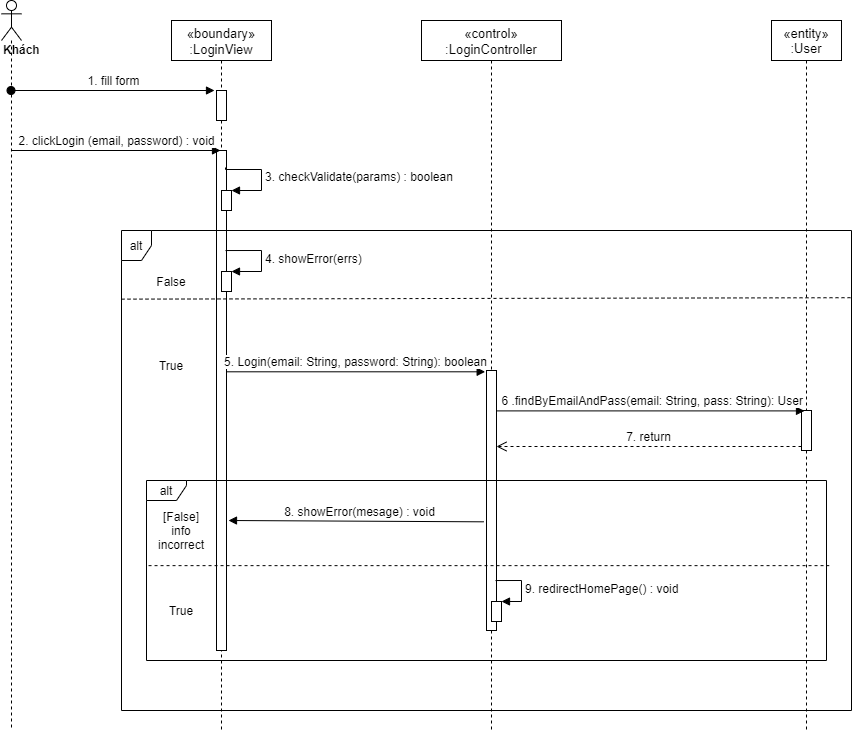 Khách
«boundary»
:LoginView
«control»
:LoginController
«entity»
:User
1. fill form
2. clickLogin (email, password) : void
3. checkValidate(params) : boolean
alt
4. showError(errs)
False
True
5. Login(email: String, password: String): boolean
6 .findByEmailAndPass(email: String, pass: String): User
7. return
alt
[False]
info
incorrect
8. showError(mesage) : void
9. redirectHomePage() : void
True